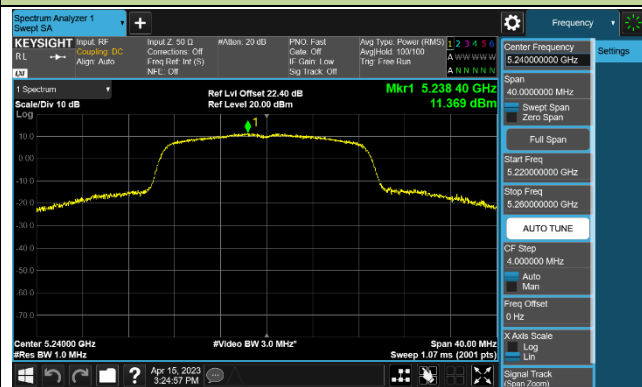 Spectrum Analyzer 1
Swept SA
Frequency
KEYSIGHT
RL
LXI
Input: RF
Coupling: DC
Align: Auto
Input Z: 50 Ω
Corrections: Off
Freq Ref: Int (S)
NFE: Off
#Atten: 20 dB
PNO: Fast
Gate: Off
IF Gain: Low
Sig Track: Off
Avg Type: Power (RMS)
Avg|Hold: 100/100
Trig: Free Run
1 2 3 4 5 6
A W W W W W
A N N N N N
1 Spectrum
Scale/Div 10 dB
Log
Ref Lvl Offset 22.40 dB
Ref Level 20.00 dBm
Mkr1 5.238 40 GHz
11.369 dBm
1
10.0
0.00
-10.0
-20.0
-30.0
-40.0
-50.0
-60.0
-70.0
Center 5.24000 GHz
#Res BW 1.0 MHz
#Video BW 3.0 MHz*
Span 40.00 MHz
Sweep 1.07 ms (2001 pts)
Center Frequency
5.240000000 GHz
Settings
Span
40.0000000 MHz
Swept Span
Zero Span
Full Span
Start Freq
5.220000000 GHz
Stop Freq
5.260000000 GHz
AUTO TUNE
CF Step
4.000000 MHz
Auto
Man
Freq Offset
0 Hz
X Axis Scale
Log
Lin
Signal Track
(Span Zoom)
Apr 15, 2023
3:24:57 PM